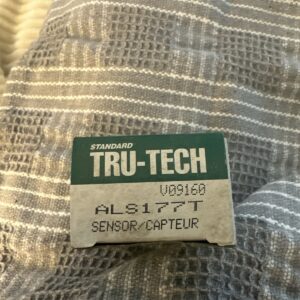 STANDARD
TRU-TECH
V09160
ALS177T
SENSOR/CAPTEUR